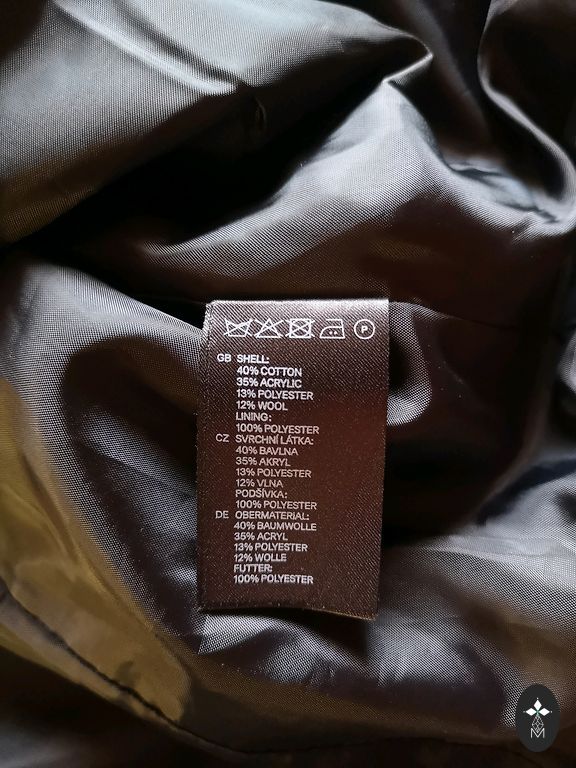 P
GB SHELL:
40% COTTON
35% ACRYLIC
13% POLYESTER
12% WOOL
LINING:
100% POLYESTER
CZ SVRCHNÍ LÁTKA:
40% BAVLNA
35% AKRYL
13% POLYESTER
12% VLNA
PODŠÍVKA:
100% POLYESTER
DE OBERMATERIAL:
40% BAUMWOLLE
35% ACRYL
13% POLYESTER
12% WOLLE
FUTTER:
100% POLYESTER
M